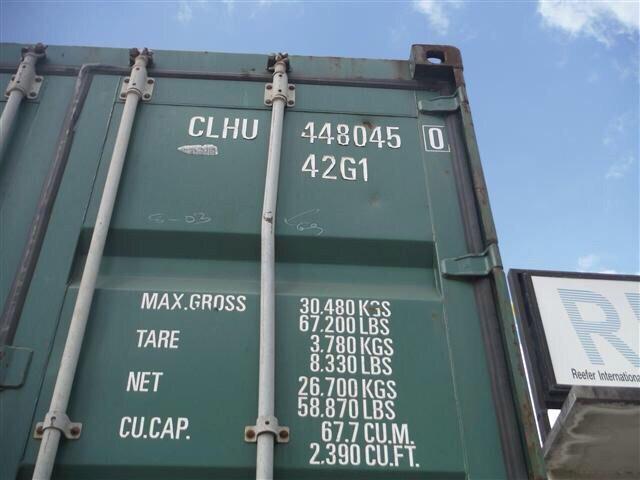 CLHU 448045 0
42G1
MAX.GROSS 30.480 KGS
67.200 LBS
TARE 3.780 KGS
8.330 LBS
NET 26.700 KGS
58.870 LBS
CU.CAP. 67.7 CU.M.
2.390 CU.FT.
Reefer International